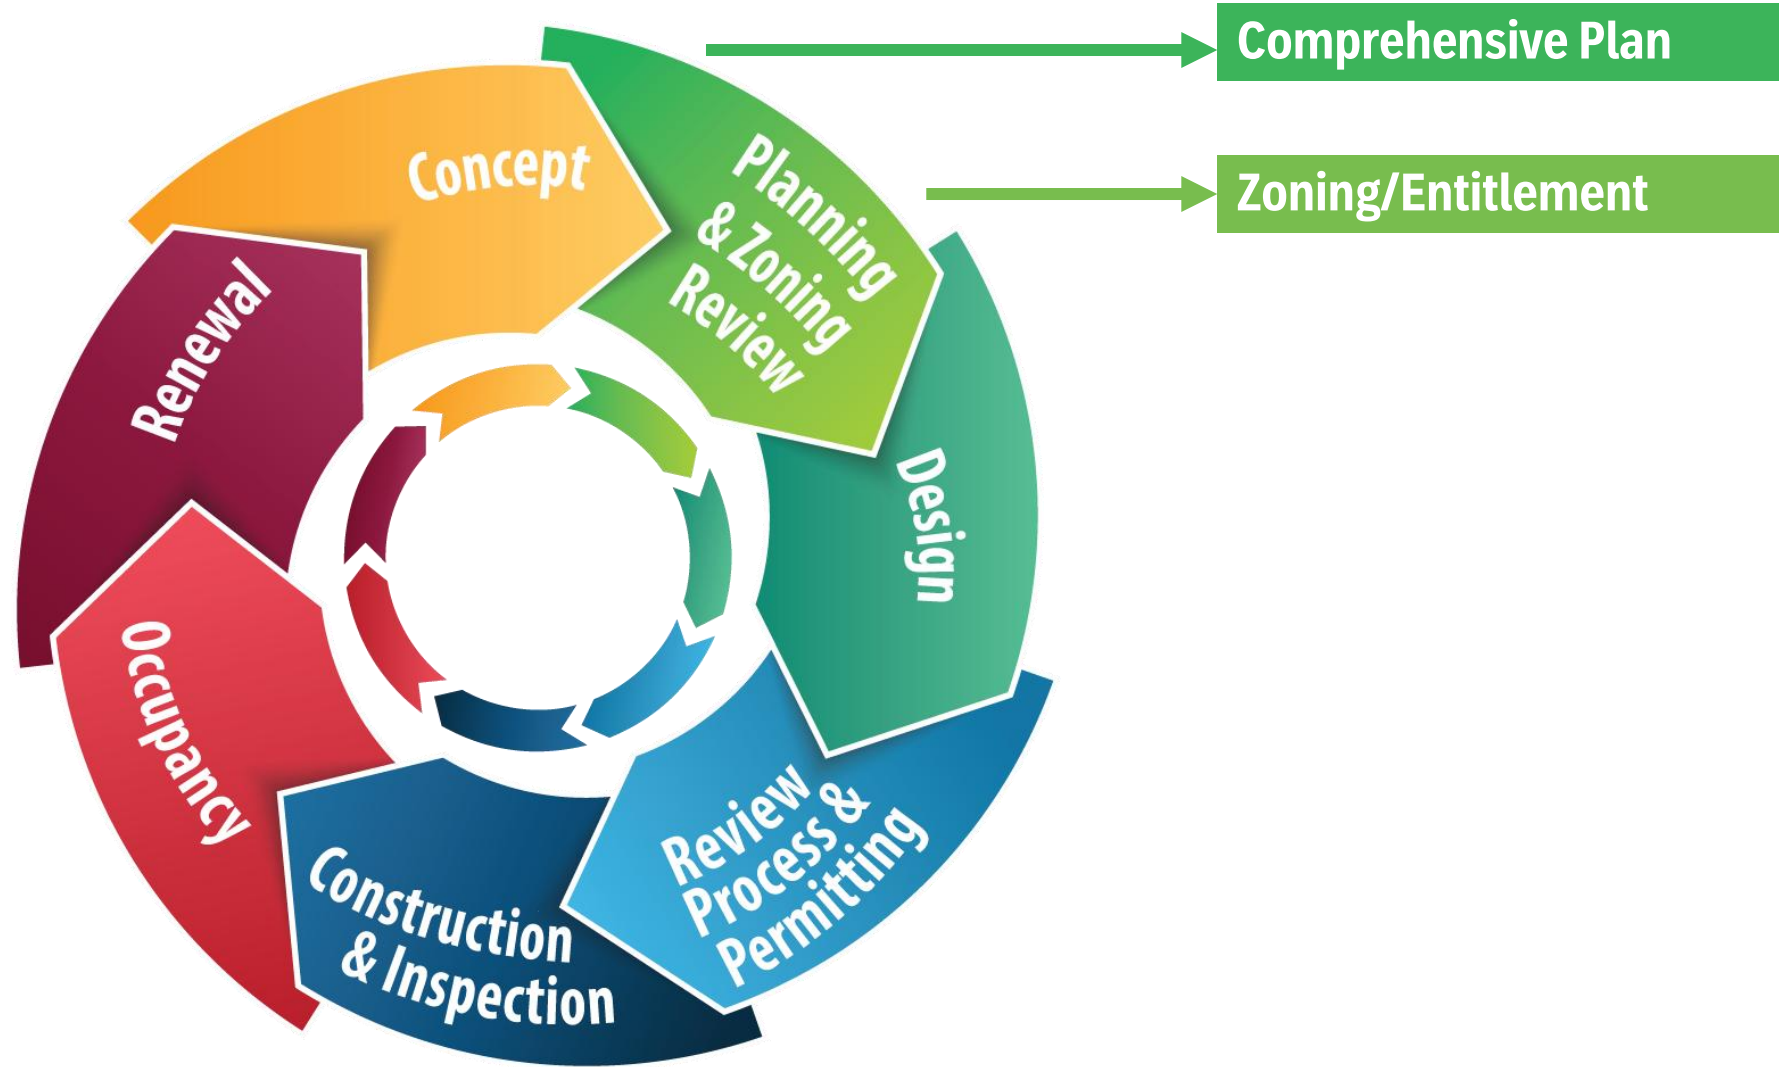 Comprehensive Plan
Zoning/Entitlement
Concept
Planning
& Zoning
Review
Design
Review
Process &
Permitting
Construction
& Inspection
Occupancy
Renewal